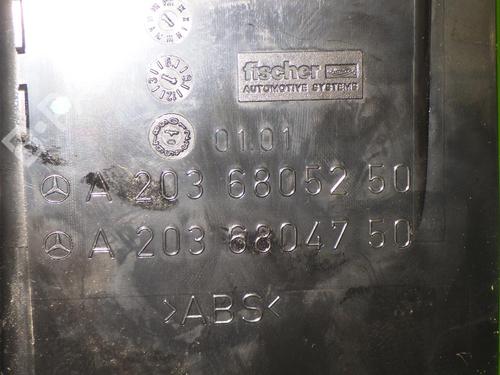 fischer
AUTOMOTIVE SYSTEMS
01.01
A 203 68052 50
A 203 68047 50
>ABS<